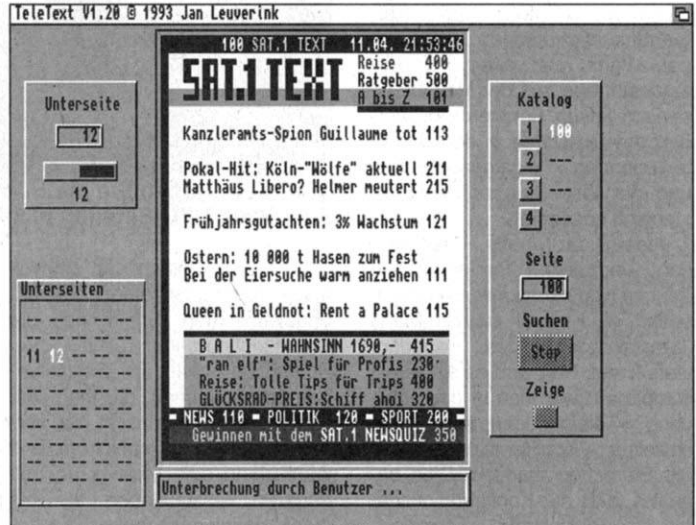 TeleText V1.20 © 1993 Jan Leuverink
Unterseite
12
12
Unterseiten
-- -- -- -- -- --
-- -- -- -- -- --
11 12 -- -- -- --
-- -- -- -- -- --
-- -- -- -- -- --
-- -- -- -- -- --
-- -- -- -- -- --
-- -- -- -- -- --
-- -- -- -- -- --
-- -- -- -- -- --
100 SAT.1 TEXT 11.04. 21:53:46
SAT.1 TEXT
Reise 400
Ratgeber 500
A bis Z 101
Kanzleramts-Spion Guillaume tot 113
Pokal-Hit: Köln-"Wölfe" aktuell 211
Matthäus Libero? Helmer meutert 215
Frühjahrsgutachten: 3% Wachstum 121
Ostern: 10 000 t Hasen zum Fest
Bei der Eiersuche warm anziehen 111
Queen in Geldnot: Rent a Palace 115
B A L I - WAHNSINN 1690,- 415
"ran elf": Spiel für Profis 230
Reise: Tolle Tips für Trips 400
GLÜCKSRAD-PREIS:Schiff ahoi 320
NEWS 110 - POLITIK 120 - SPORT 200
Gewinnen mit dem SAT.1 NEWSQUIZ 350
Unterbrechung durch Benutzer ...
Katalog
1 100
2 ---
3 ---
4 ---
Seite
100
Suchen
Stop
Zeige